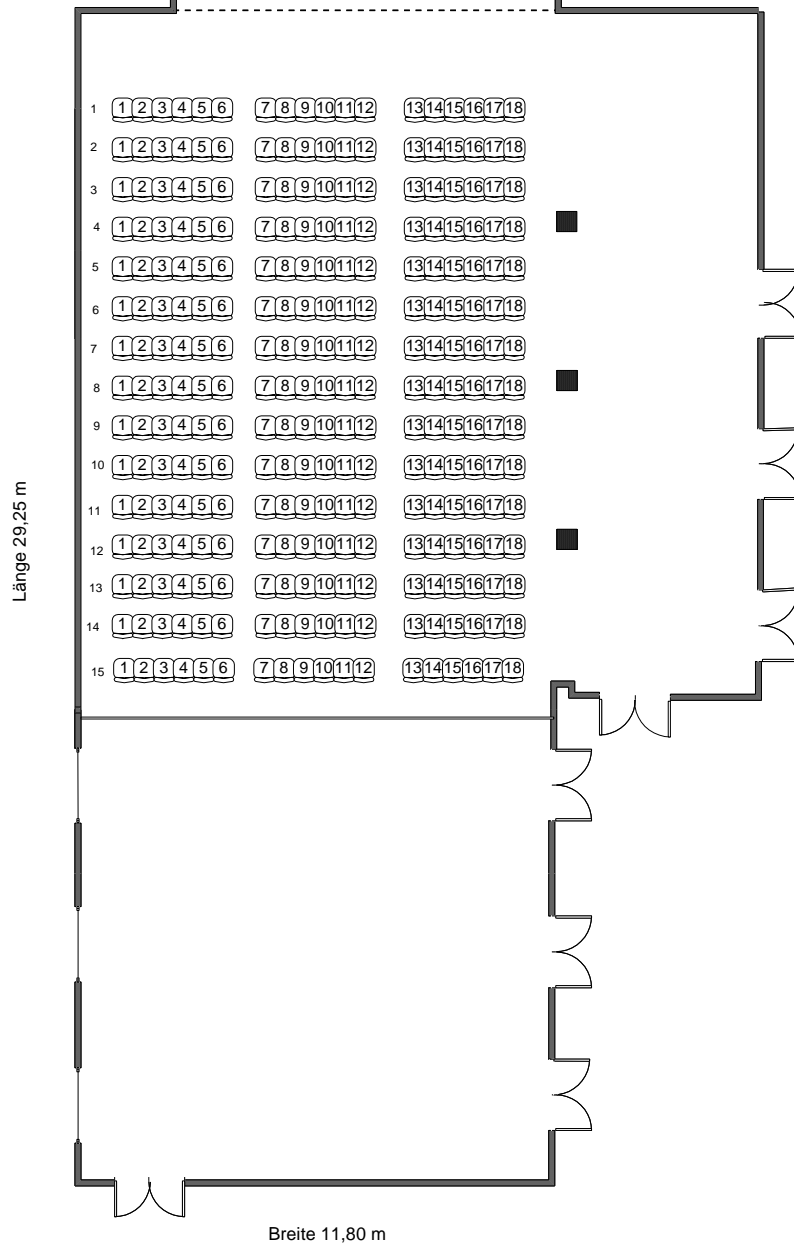 1 1 2 3 4 5 6 7 8 9 10 11 12 13 14 15 16 17 18
2 1 2 3 4 5 6 7 8 9 10 11 12 13 14 15 16 17 18
3 1 2 3 4 5 6 7 8 9 10 11 12 13 14 15 16 17 18
4 1 2 3 4 5 6 7 8 9 10 11 12 13 14 15 16 17 18
5 1 2 3 4 5 6 7 8 9 10 11 12 13 14 15 16 17 18
6 1 2 3 4 5 6 7 8 9 10 11 12 13 14 15 16 17 18
7 1 2 3 4 5 6 7 8 9 10 11 12 13 14 15 16 17 18
8 1 2 3 4 5 6 7 8 9 10 11 12 13 14 15 16 17 18
9 1 2 3 4 5 6 7 8 9 10 11 12 13 14 15 16 17 18
10 1 2 3 4 5 6 7 8 9 10 11 12 13 14 15 16 17 18
11 1 2 3 4 5 6 7 8 9 10 11 12 13 14 15 16 17 18
12 1 2 3 4 5 6 7 8 9 10 11 12 13 14 15 16 17 18
13 1 2 3 4 5 6 7 8 9 10 11 12 13 14 15 16 17 18
14 1 2 3 4 5 6 7 8 9 10 11 12 13 14 15 16 17 18
15 1 2 3 4 5 6 7 8 9 10 11 12 13 14 15 16 17 18
Länge 29,25 m
Breite 11,80 m